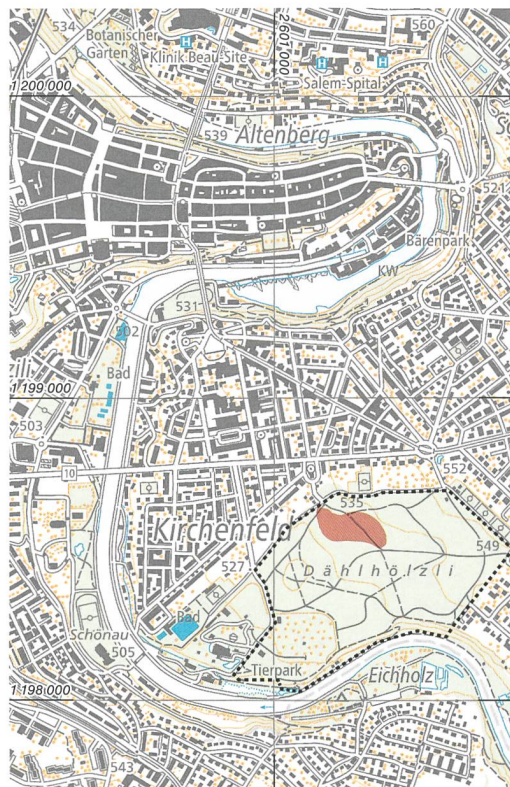 534
Botanischer
Garten
Klinik Beau-Site
H
2 601 000
560
H
H
Salem-Spital
1 200 000
539
Altenberg
521
Bärenpark
KW
531
502
Bad
1 199 000
503
10
552
535
Kirchenfeld
549
527
Dählhölzli
Bad
Schönau
505
Tierpark
Eichholz
1 198 000
543